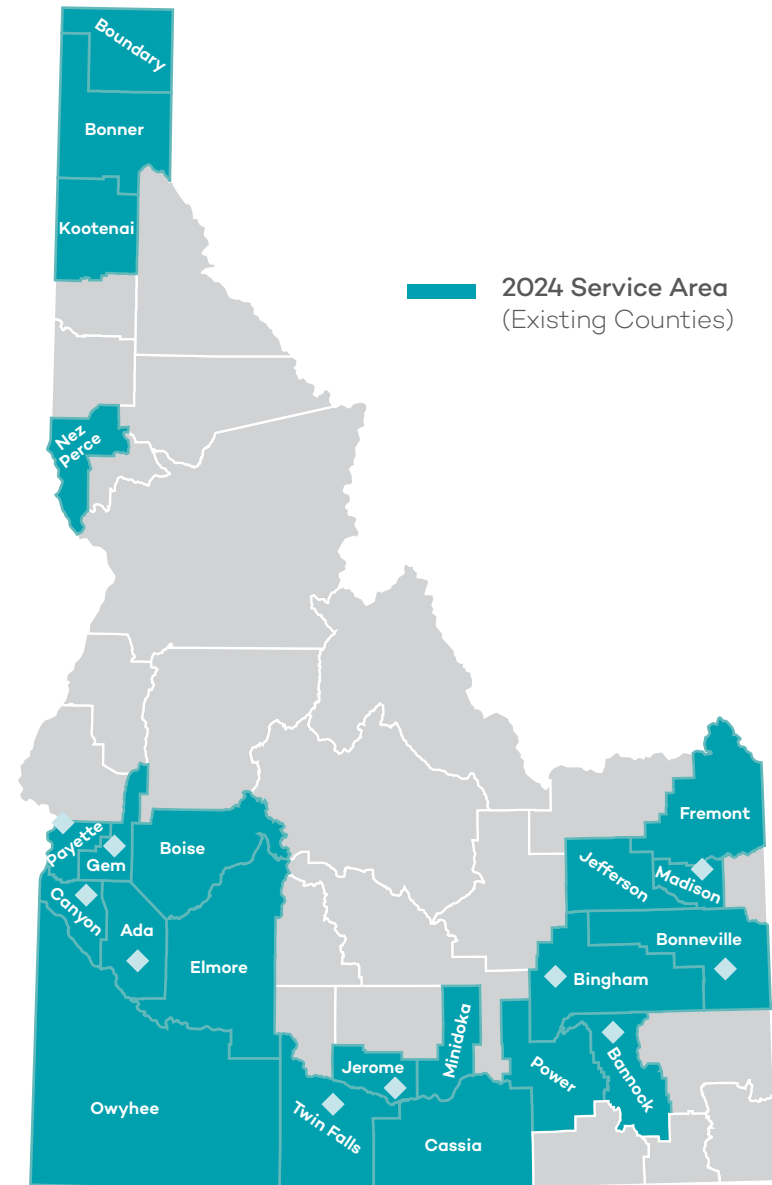 Boundary
Bonner
Kootenai
2024 Service Area
(Existing Counties)
Nez
Perce
Fremont
Payette
Boise
Gem
Jefferson
Madison
Canyon
Ada
Bonneville
Elmore
Bingham
Minidoka
Jerome
Power
Bannock
Owyhee
Twin Falls
Cassia